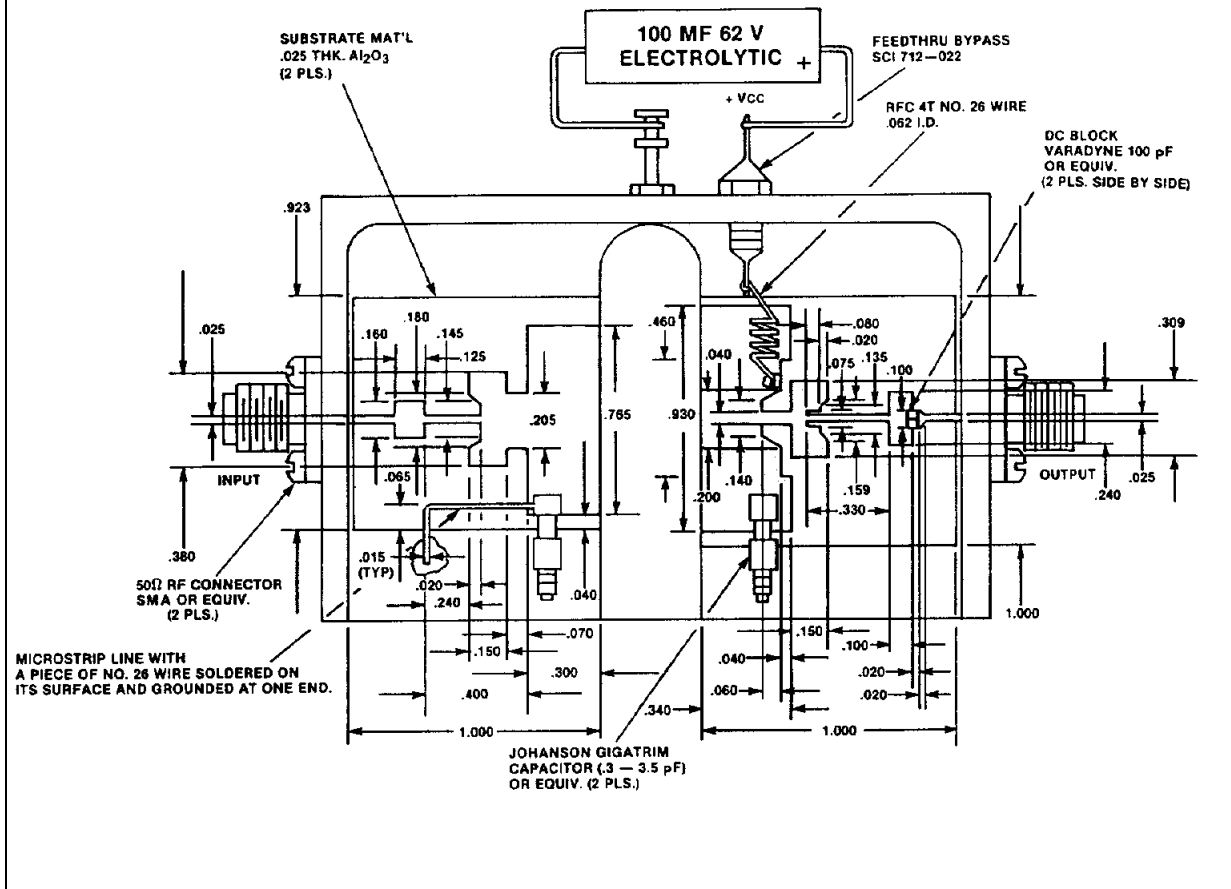 100 MF 62 V
ELECTROLYTIC +
SUBSTRATE MAT'L
.025 THK. Al2O3
(2 PLS.)
FEEDTHRU BYPASS
SCI 712—022
+ VCC
RFC 4T NO. 26 WIRE
.062 I.D.
DC BLOCK
VARADYNE 100 pF
OR EQUIV.
(2 PLS. SIDE BY SIDE)
.923
.025
.160
.180
.145
.125
.460
.040
.080
.020
.075
.135
.100
.309
.205
.765
.930
INPUT
.065
.200
.140
.159
.330
OUTPUT
.025
.240
.380
.015
(TYP)
.020
.240
.040
50Ω RF CONNECTOR
SMA OR EQUIV.
(2 PLS.)
1.000
.070
.150
.150
.100
MICROSTRIP LINE WITH
A PIECE OF NO. 26 WIRE SOLDERED ON
ITS SURFACE AND GROUNDED AT ONE END.
.300
.400
.040
.060
.020
.020
.340
1.000
1.000
JOHANSON GIGATRIM
CAPACITOR (.3 — 3.5 pF)
OR EQUIV. (2 PLS.)